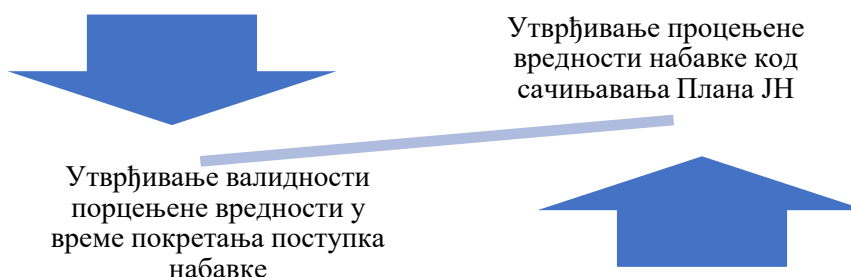 Утврђивање процењене
вредности набавке код
сачињавања Плана ЈН
Утврђивање валидности
порцењене вредности у
време покретања поступка
набавке